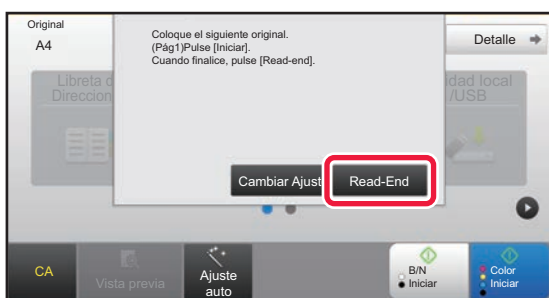 Original
A4
Coloque el siguiente original.
(Pág1)Pulse [Iniciar].
Cuando finalice, pulse [Read-end].
Detalle
Libreta d
Direccion
idad local
/USB
Cambiar Ajust
Read-End
CA
Vista previa
Ajuste
auto
B/N
Iniciar
Color
Iniciar